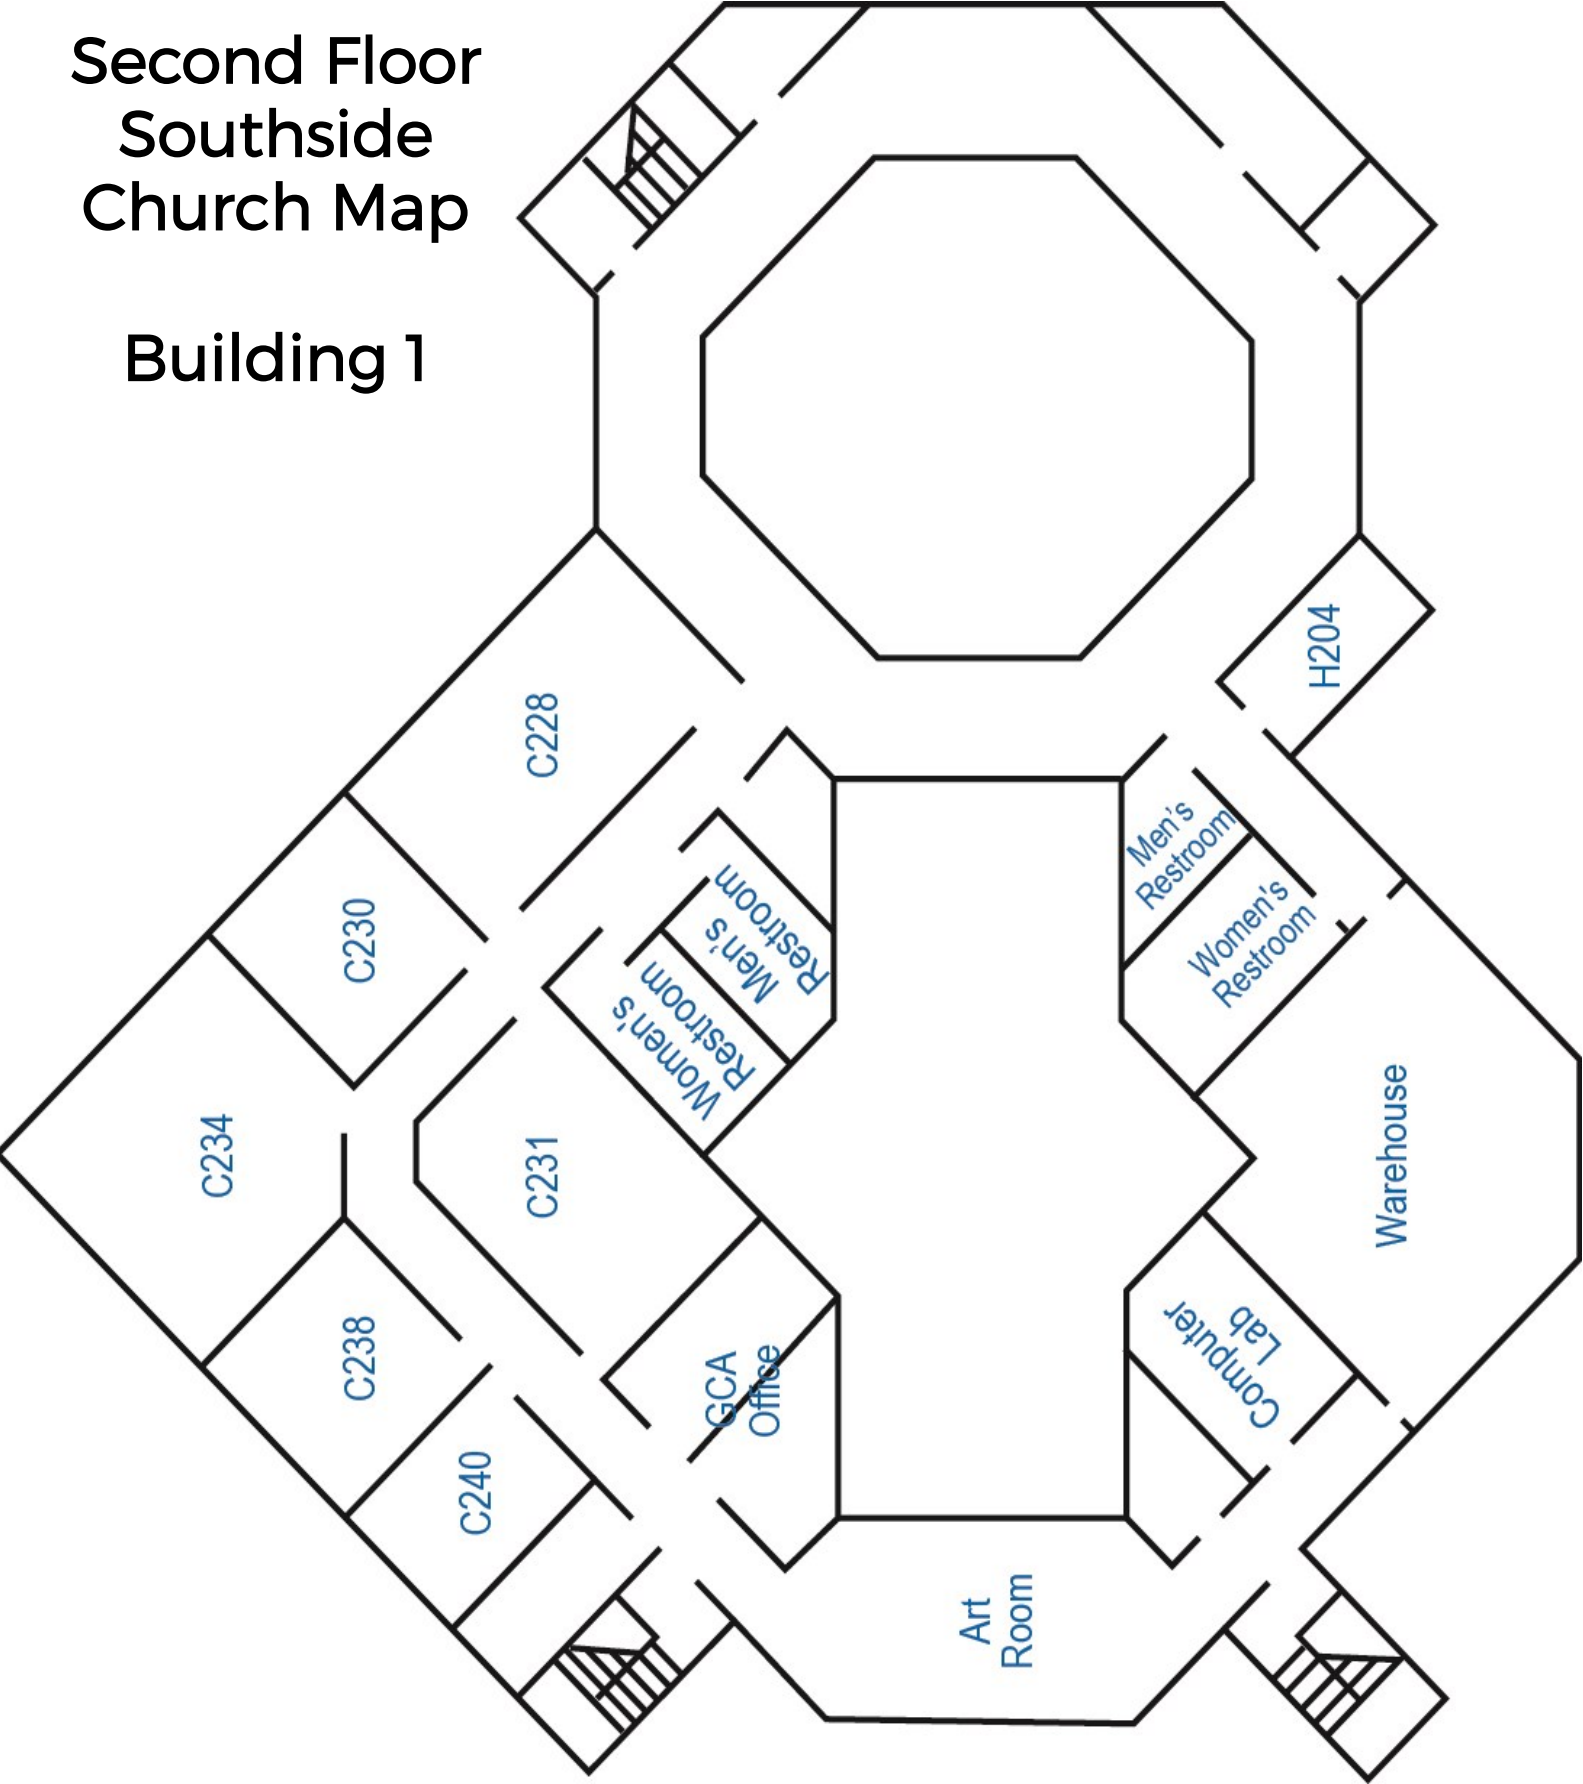 Second Floor
Southside
Church Map
Building 1
H204
C228
Men's
Restroom
Women's
Restroom
C230
Men's
Restroom
Women's
Restroom
C234
C231
Warehouse
C238
GCA
Office
Computer
Lab
C240
Art
Room